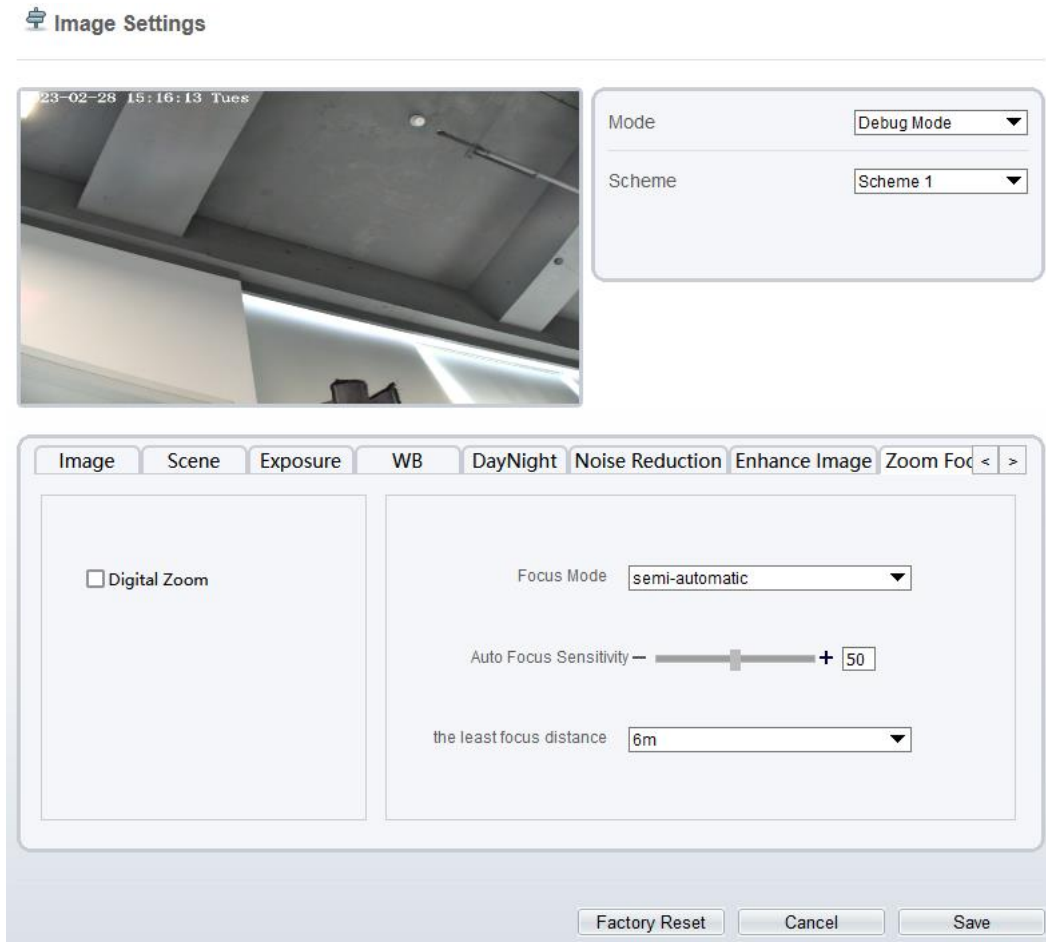 Image Settings
23-02-28 15:16:13 Tues
Mode
Debug Mode
Scheme
Scheme 1
Image
Scene
Exposure
WB
DayNight
Noise Reduction
Enhance Image
Zoom Foc
<
>
Digital Zoom
Focus Mode
semi-automatic
Auto Focus Sensitivity
−
+
50
the least focus distance
6m
Factory Reset
Cancel
Save